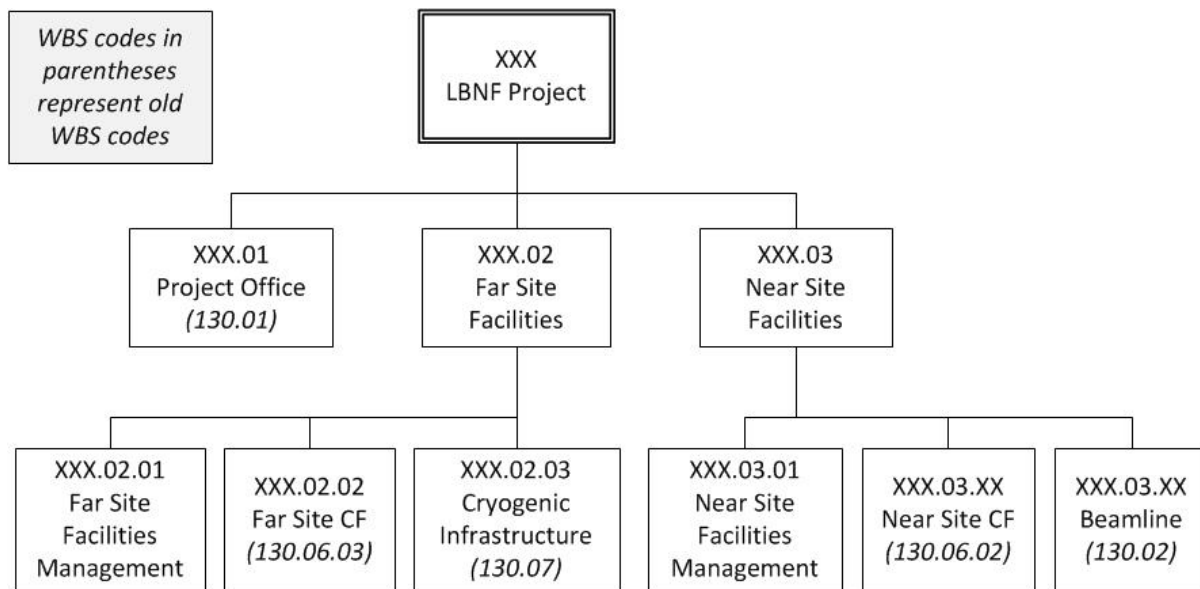 WBS codes in
parentheses
represent old
WBS codes
XXX
LBNF Project
XXX.01
Project Office
(130.01)
XXX.02
Far Site
Facilities
XXX.03
Near Site
Facilities
XXX.02.01
Far Site
Facilities
Management
XXX.02.02
Far Site CF
(130.06.03)
XXX.02.03
Cryogenic
Infrastructure
(130.07)
XXX.03.01
Near Site
Facilities
Management
XXX.03.XX
Near Site CF
(130.06.02)
XXX.03.XX
Beamline
(130.02)